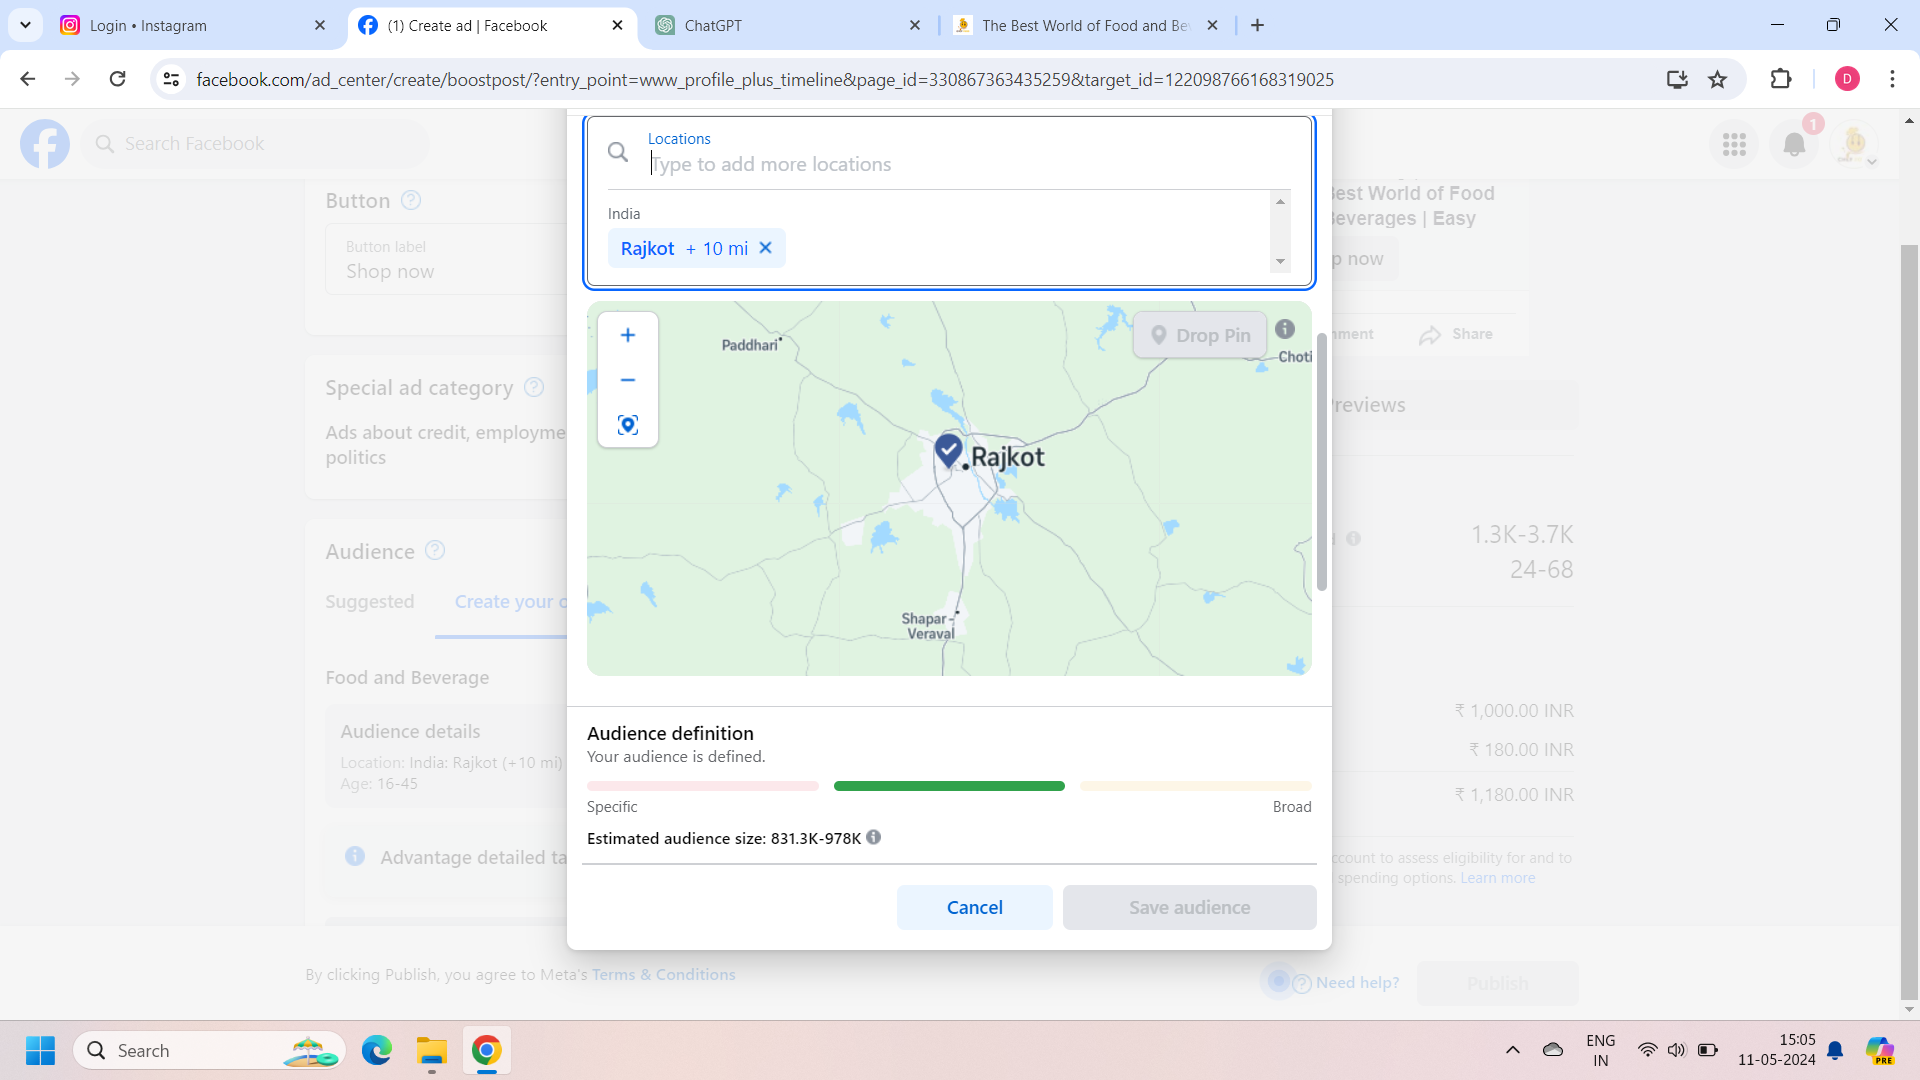 Login • Instagram
(1) Create ad | Facebook
ChatGPT
The Best World of Food and Be
facebook.com/ad_center/create/boostpost/?entry_point=www_profile_plus_timeline&page_id=330867363435259&target_id=122098766168319025
D
Search Facebook
1
Button
Button label
Shop now
Special ad category
Ads about credit, employme
politics
Audience
Suggested
Create your o
Food and Beverage
Audience details
Location: India: Rajkot (+10 mi)
Age: 16-45
Advantage detailed ta
Locations
Type to add more locations
India
Rajkot + 10 mi
Drop Pin
Paddhari
Choti
Rajkot
Shapar -
Veraval
Audience definition
Your audience is defined.
Specific
Broad
Estimated audience size: 831.3K-978K
Cancel
Save audience
est World of Food
everages | Easy
p now
mment
Share
reviews
1.3K-3.7K
24-68
₹ 1,000.00 INR
₹ 180.00 INR
₹ 1,180.00 INR
ccount to assess eligibility for and to
spending options. Learn more
By clicking Publish, you agree to Meta's Terms & Conditions
Need help?
Publish
Search
ENG
IN
15:05
11-05-2024
PRE